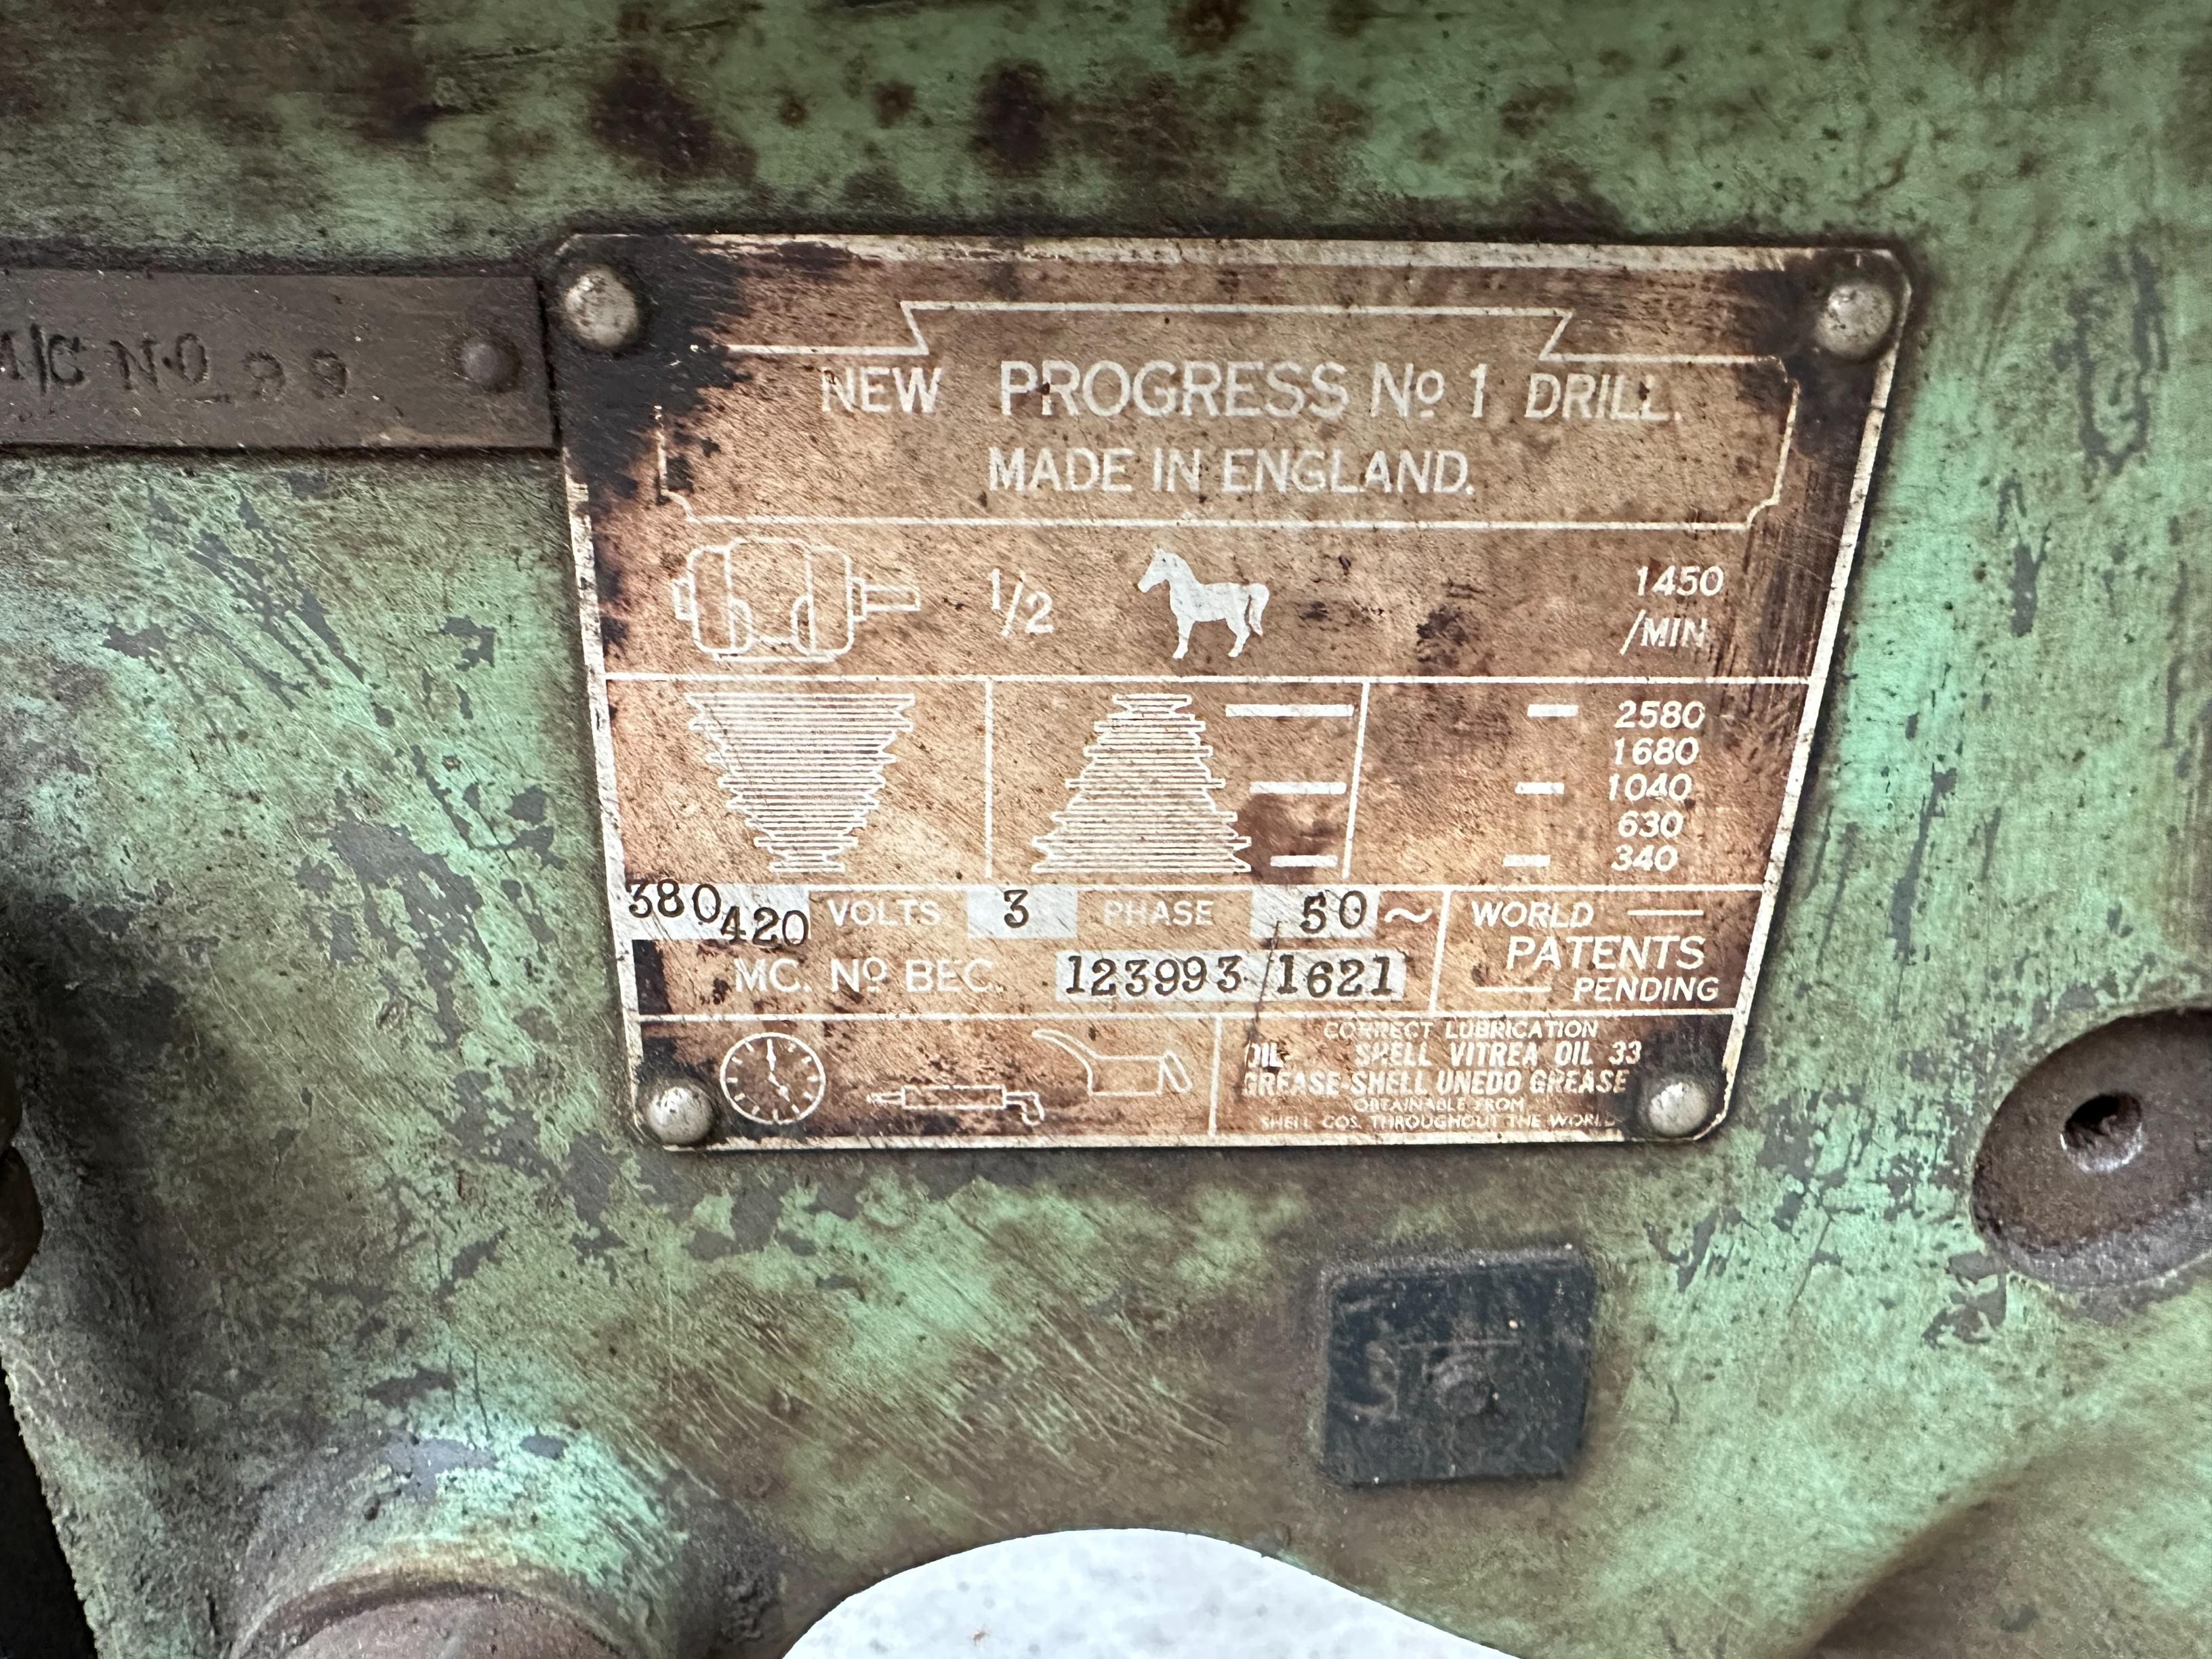 M/C NO 99
NEW PROGRESS No 1 DRILL.
MADE IN ENGLAND.
1/2
1450
/MIN.
2580
1680
1040
630
340
380 420 VOLTS 3 PHASE 50 ~
MC. No BEC. 123993/1621
WORLD
PATENTS
PENDING
CORRECT LUBRICATION
OIL SHELL VITREA OIL 33
GREASE-SHELL UNEDO GREASE
OBTAINABLE FROM
SHELL COS. THROUGHOUT THE WORLD